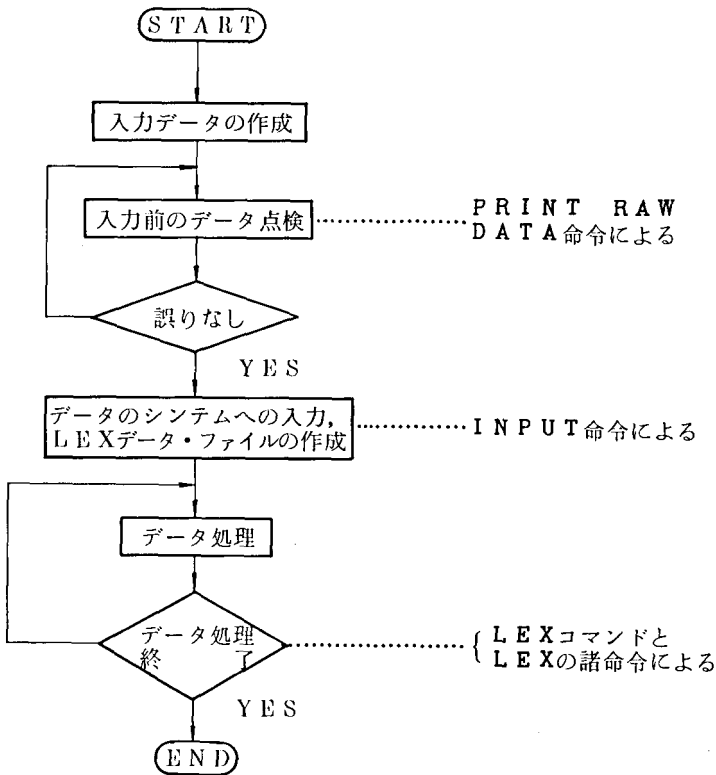 START
入力データの作成
入力前のデータ点検
PRINT RAW
DATA命令による
誤りなし
YES
データのシンテムへの入力,
LEXデータ・ファイルの作成
INPUT命令による
データ処理
データ処理
終了
LEXコマンドと
LEXの諸命令による
YES
END